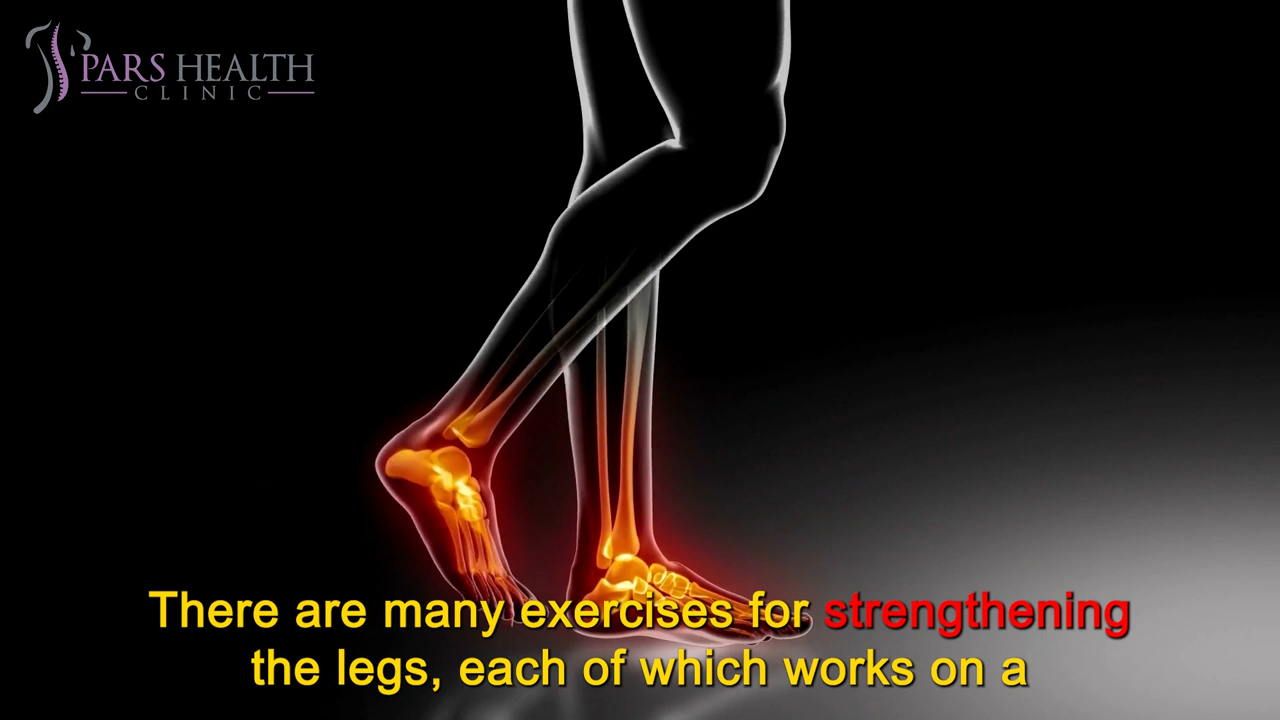 PARS HEALTH
CLINIC
There are many exercises for strengthening
the legs, each of which works on a